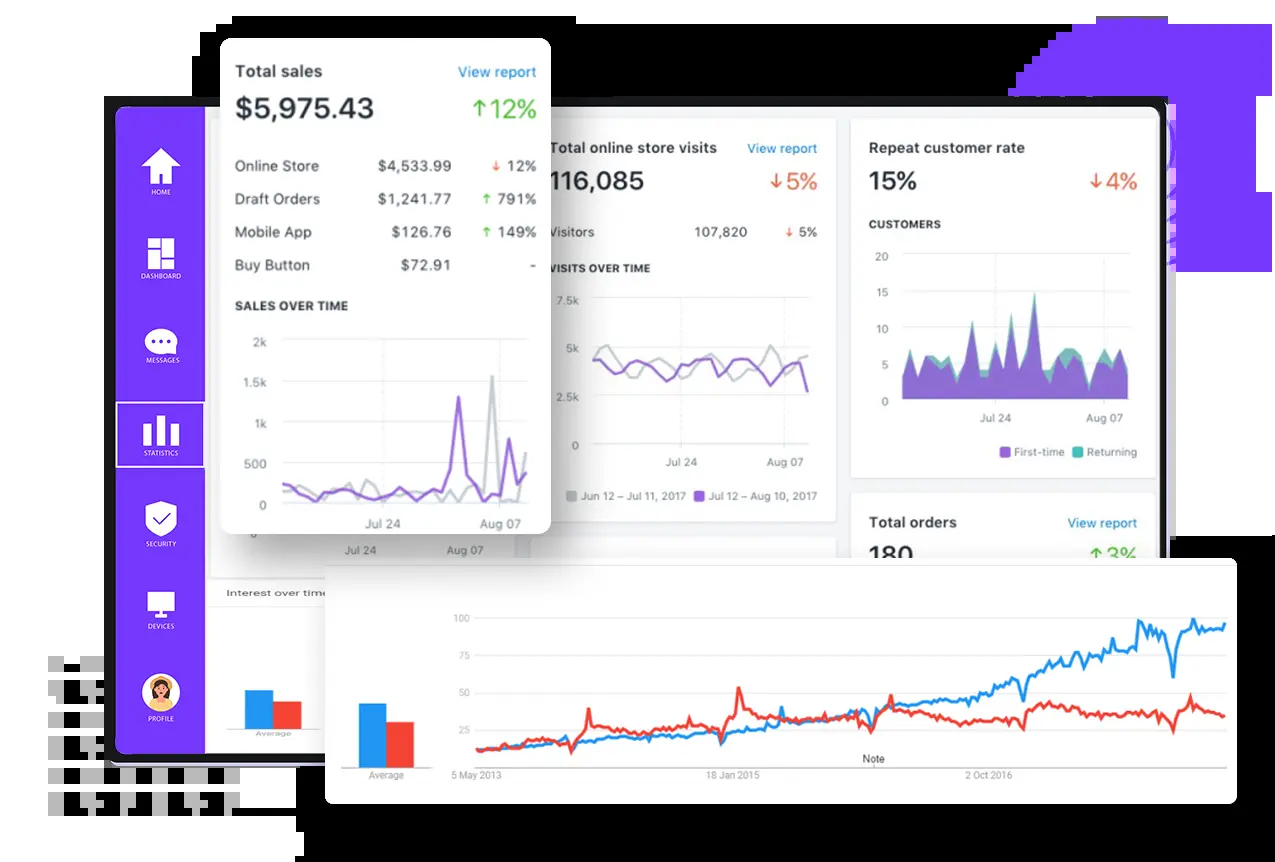 HOME
DASHBOARD
MESSAGES
STATISTICS
SECURITY
DEVICES
PROFILE
Total sales View report
$5,975.43 ↑12%
Online Store $4,533.99 ↓ 12%
Draft Orders $1,241.77 ↑ 791%
Mobile App $126.76 ↑ 149%
Buy Button $72.91 -
SALES OVER TIME
2k
1.5k
1k
500
0
Jul 24 Aug 07
Jul 24 Aug 07
Total online store visits View report
116,085 ↓5%
Visitors 107,820 ↓ 5%
VISITS OVER TIME
7.5k
5k
2.5k
0
Jul 24 Aug 07
Jun 12 – Jul 11, 2017 Jul 12 – Aug 10, 2017
Repeat customer rate
15% ↓4%
CUSTOMERS
20
15
10
5
0
Jul 24 Aug 07
First-time Returning
Total orders View report
180 ↑3%
Interest over time
Average
100
75
50
25
Note
Average 5 May 2013 18 Jan 2015 2 Oct 2016